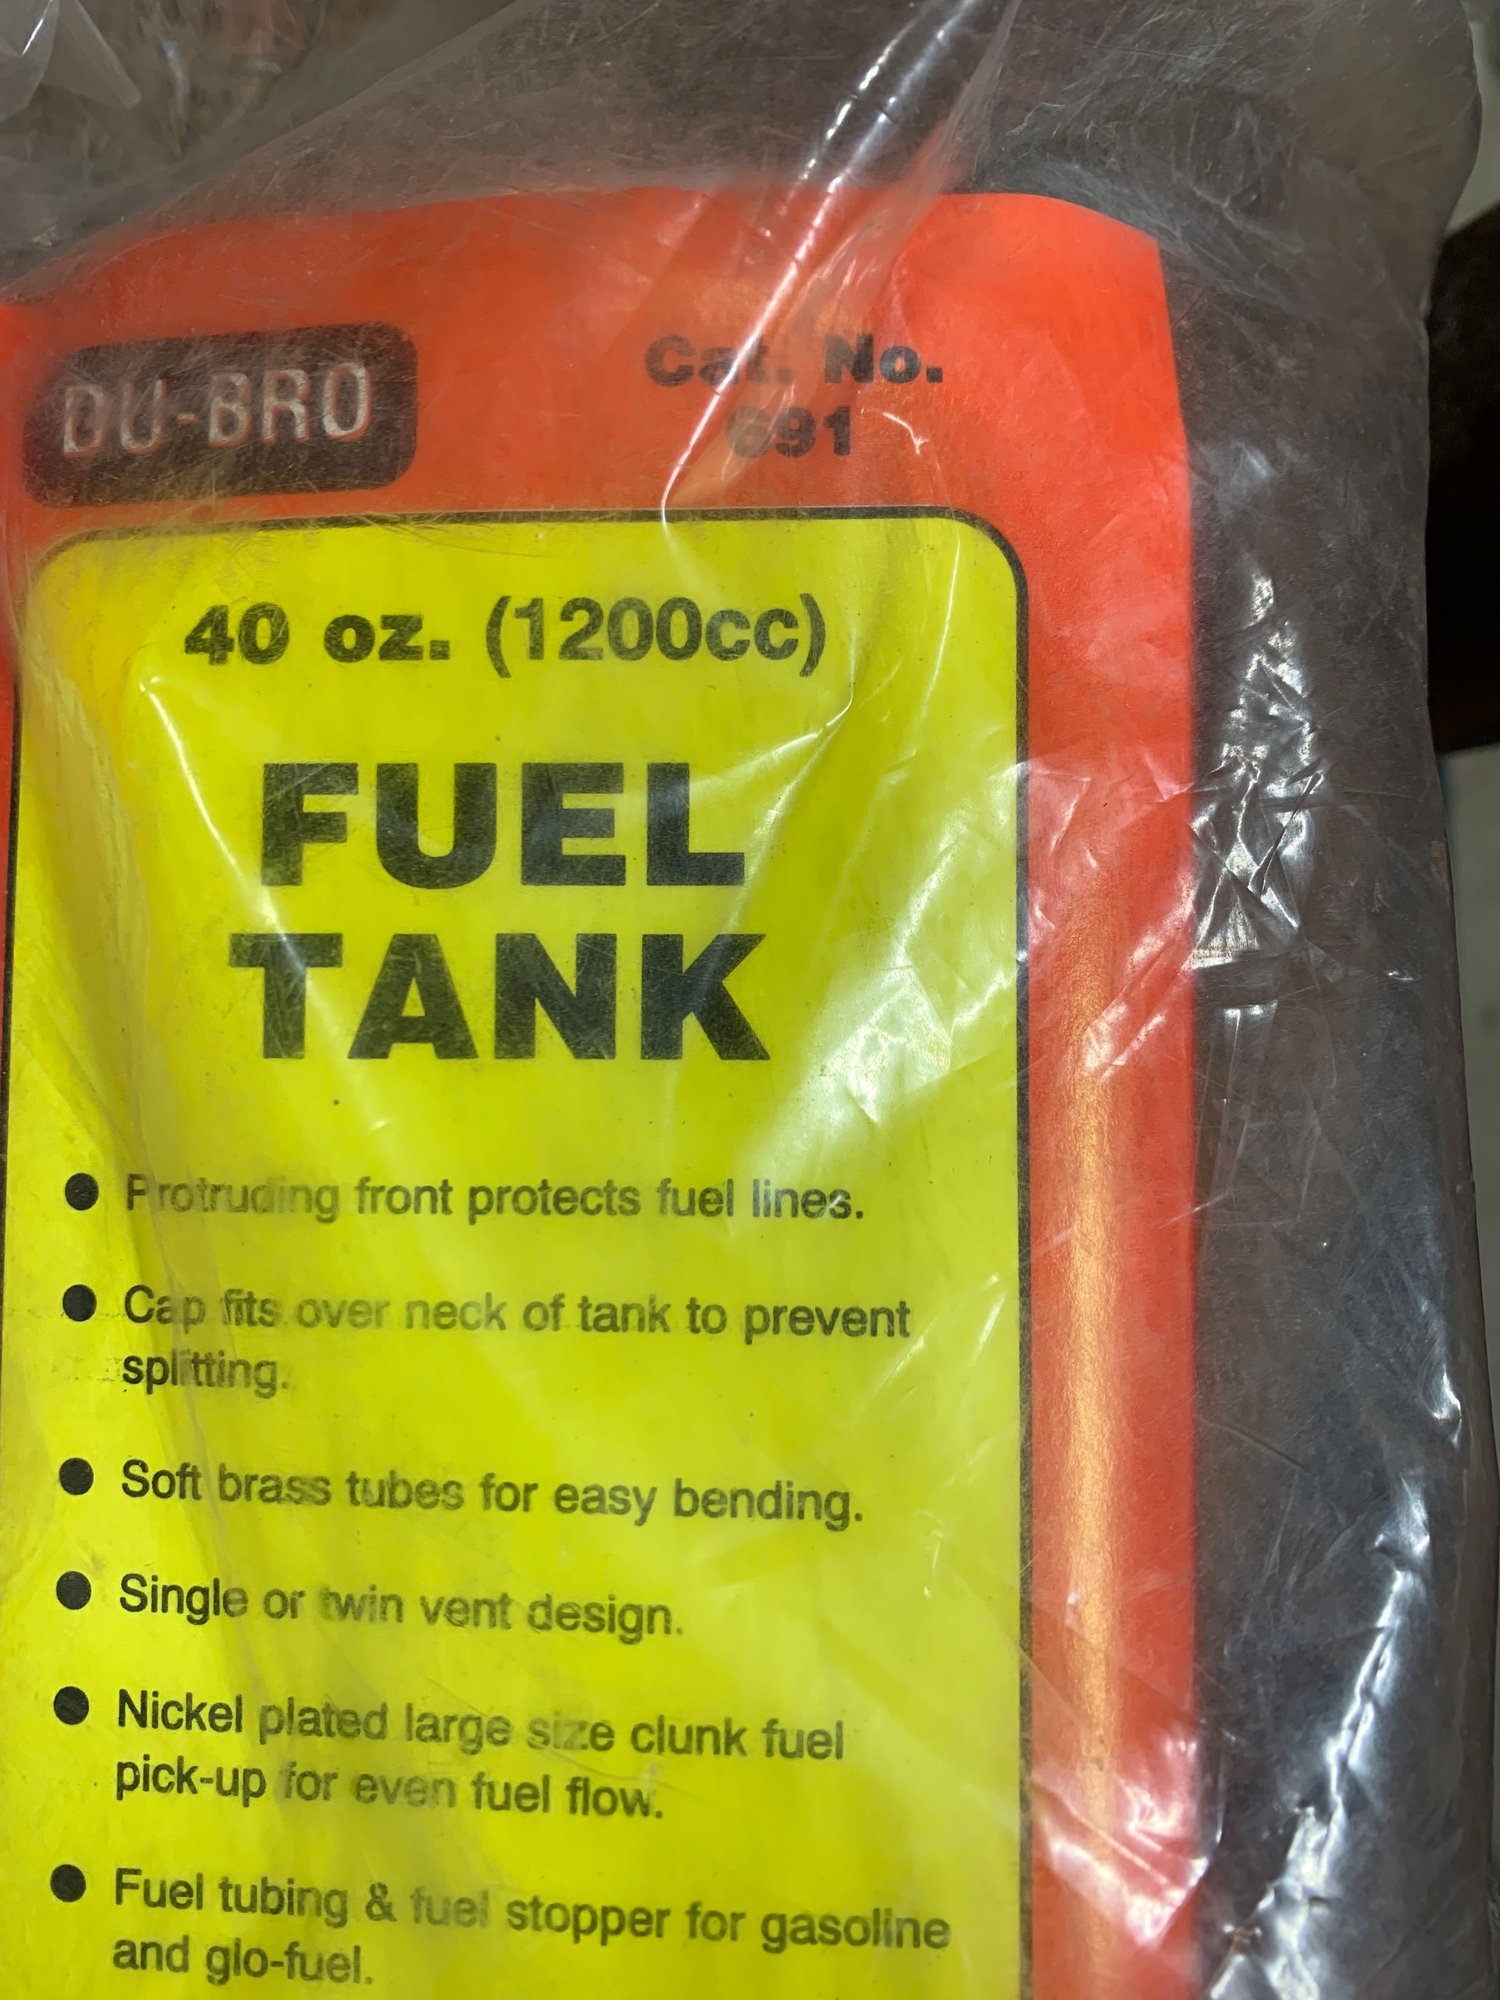 DU-BRO
Cat. No.
691
40 oz. (1200cc)
FUEL
TANK
● Protruding front protects fuel lines.
● Cap fits over neck of tank to prevent
splitting.
● Soft brass tubes for easy bending.
● Single or twin vent design.
● Nickel plated large size clunk fuel
pick-up for even fuel flow.
● Fuel tubing & fuel stopper for gasoline
and glo-fuel.